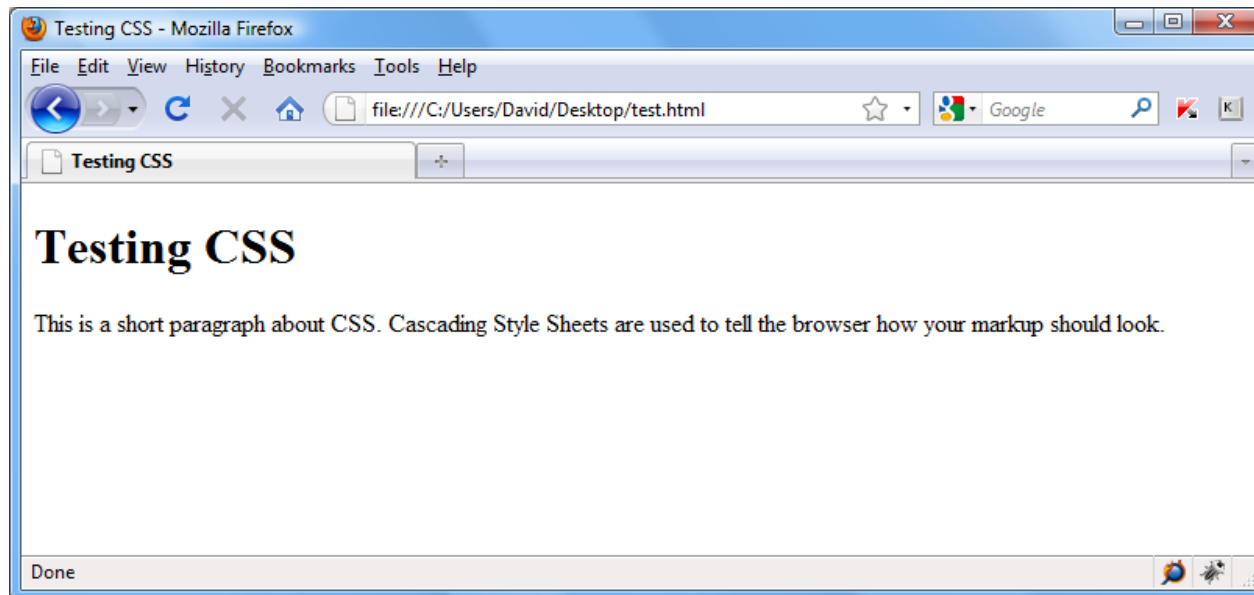 Testing CSS - Mozilla Firefox
File Edit View History Bookmarks Tools Help
file:///C:/Users/David/Desktop/test.html Google K
Testing CSS
Testing CSS
This is a short paragraph about CSS. Cascading Style Sheets are used to tell the browser how your markup should look.
Done